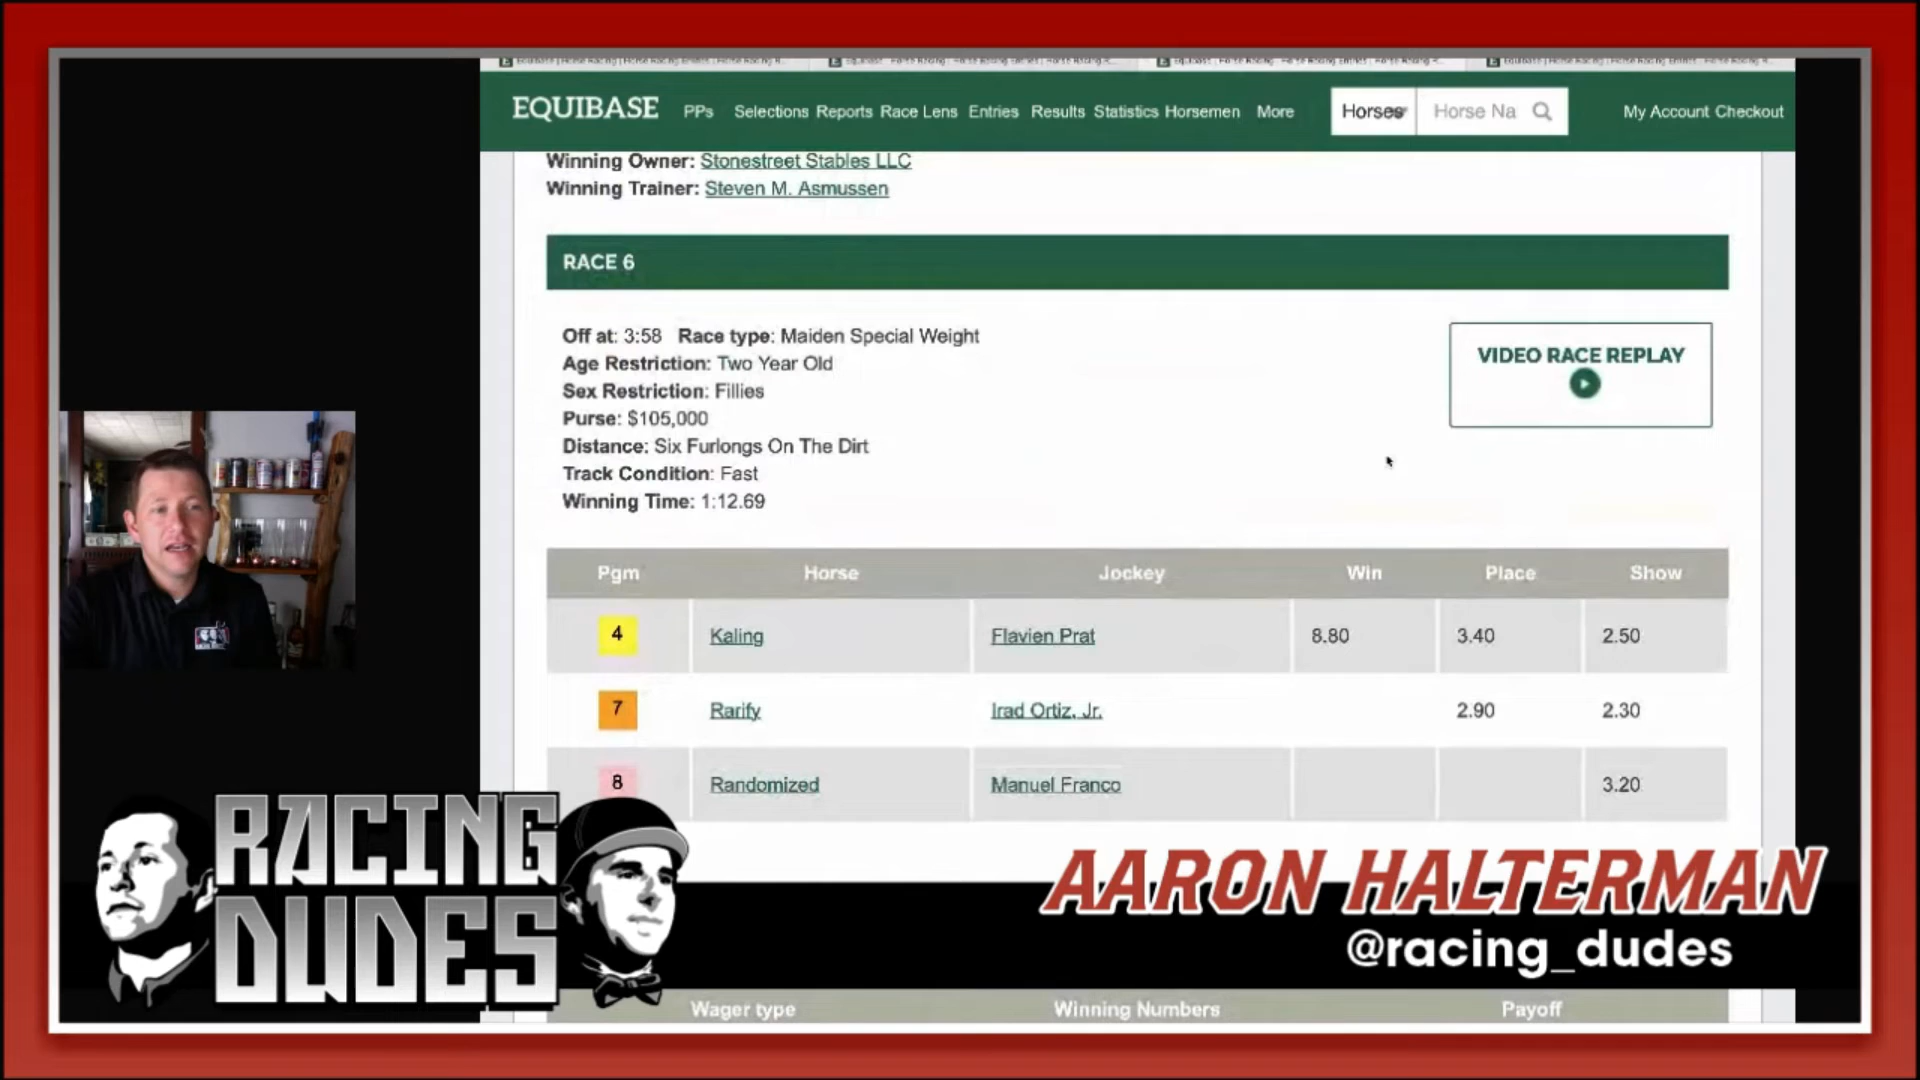 EQUIBASE PPs Selections Reports Race Lens Entries Results Statistics Horsemen More Horses Horse Na My Account Checkout
Winning Owner: Stonestreet Stables LLC
Winning Trainer: Steven M. Asmussen
RACE 6
Off at: 3:58 Race type: Maiden Special Weight
Age Restriction: Two Year Old
Sex Restriction: Fillies
Purse: $105,000
Distance: Six Furlongs On The Dirt
Track Condition: Fast
Winning Time: 1:12.69
VIDEO RACE REPLAY
Pgm Horse Jockey Win Place Show
4 Kaling Flavien Prat 8.80 3.40 2.50
7 Rarify Irad Ortiz, Jr. 2.90 2.30
8 Randomized Manuel Franco 3.20
RACING
DUDES
AARON HALTERMAN
@racing_dudes
Wager type Winning Numbers Payoff